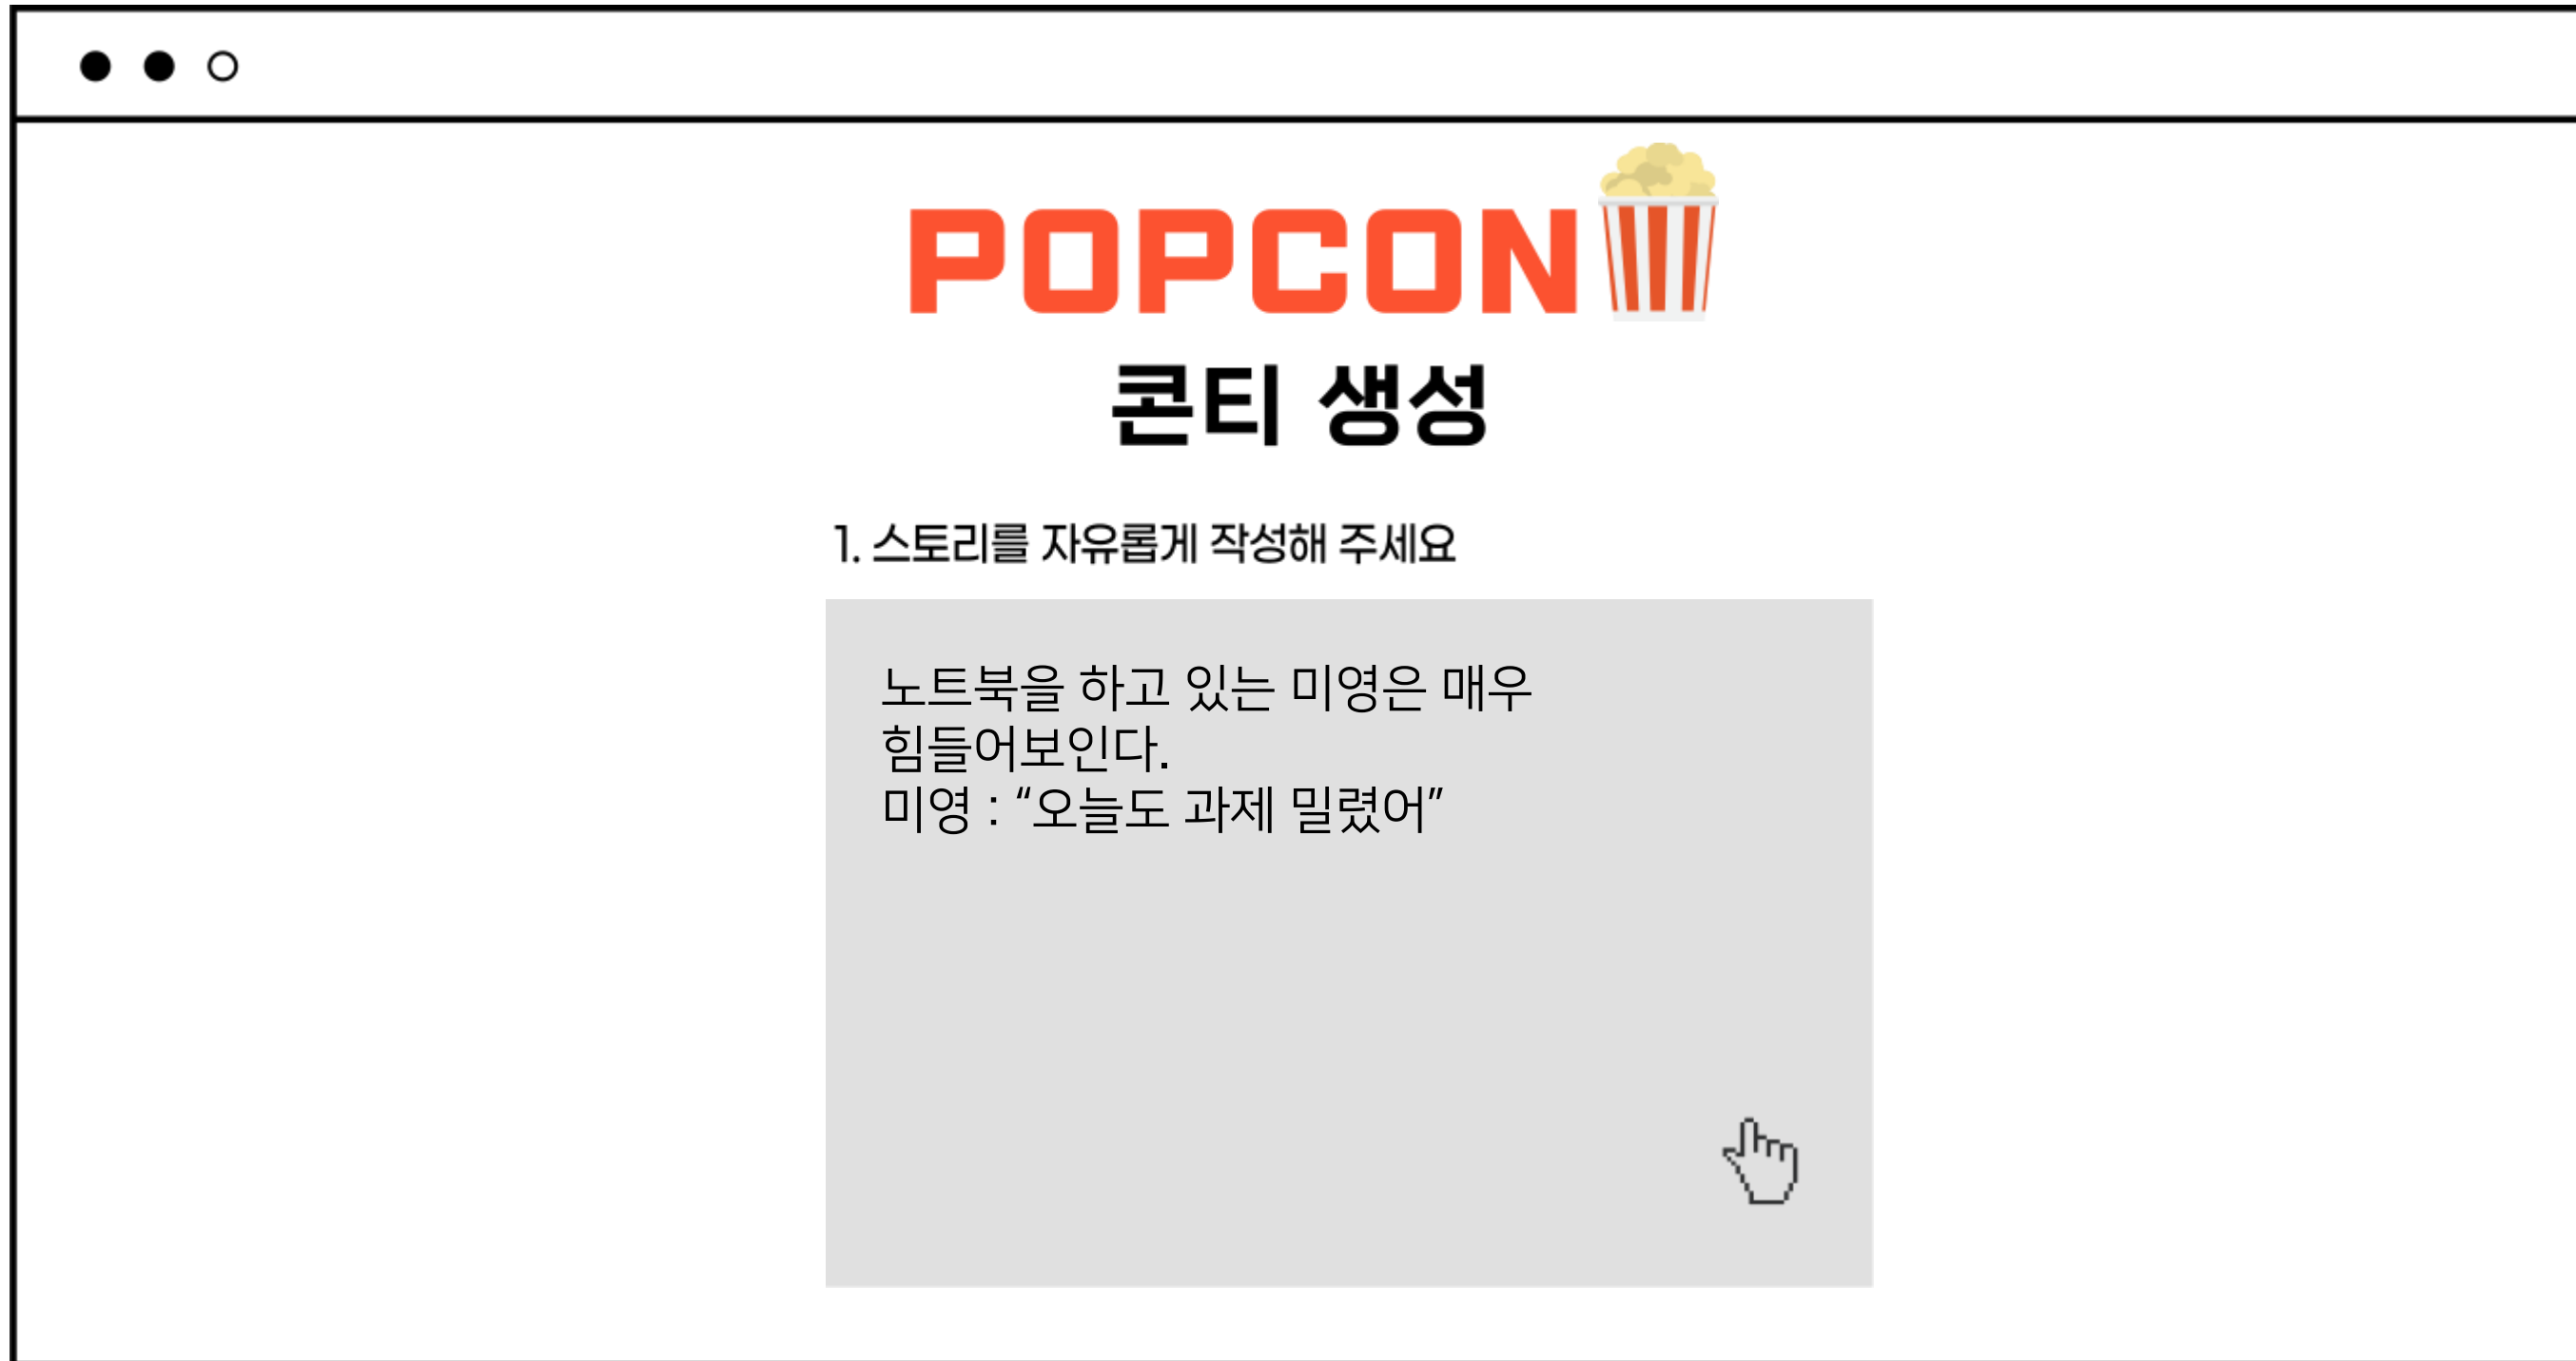 POPCON
콘티 생성
1. 스토리를 자유롭게 작성해 주세요
노트북을 하고 있는 미영은 매우
힘들어보인다.
미영 : “오늘도 과제 밀렸어”